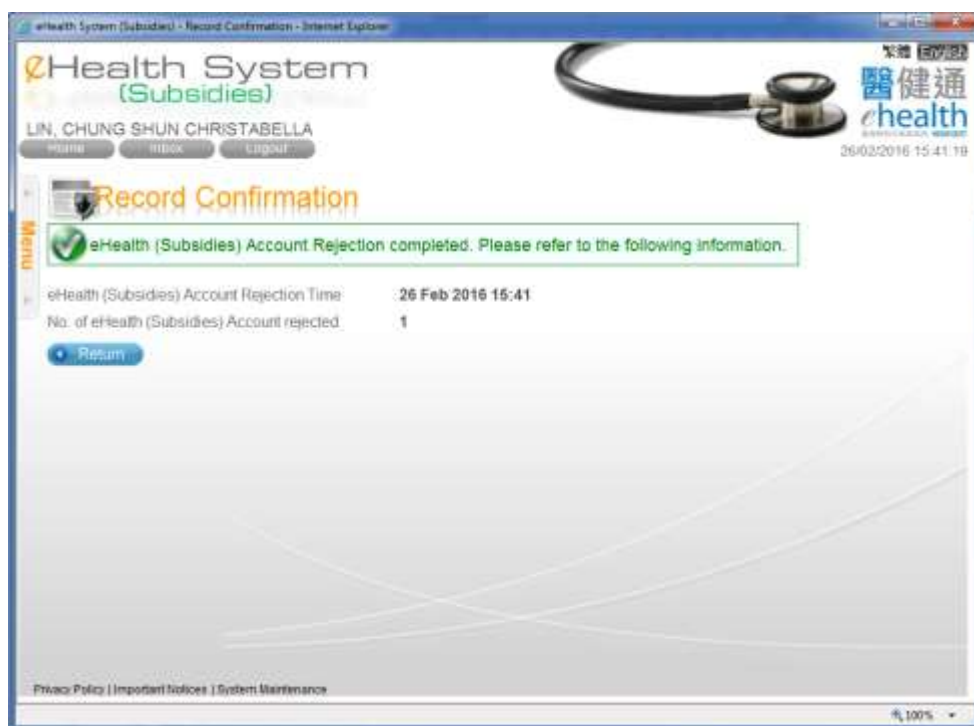 eHealth System (Subsidies) - Record Confirmation - Internet Explorer
繁體 English
eHealth System
(Subsidies)
醫健通
ehealth
LIN, CHUNG SHUN CHRISTABELLA
Home Inbox Logout
26/02/2016 15:41:19
Record Confirmation
Menu
eHealth (Subsidies) Account Rejection completed. Please refer to the following information.
eHealth (Subsidies) Account Rejection Time 26 Feb 2016 15:41
No. of eHealth (Subsidies) Account rejected 1
Return
Privacy Policy | Important Notices | System Maintenance
100%